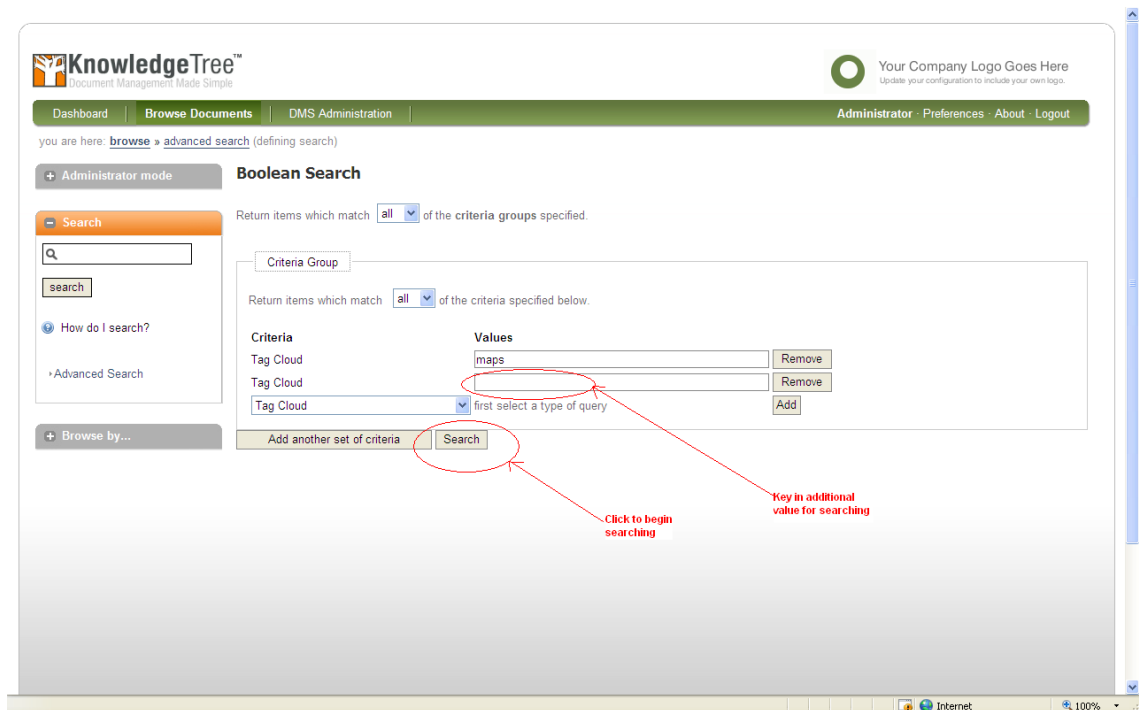 KnowledgeTree™
Document Management Made Simple
Your Company Logo Goes Here
Update your configuration to include your own logo.
Dashboard Browse Documents DMS Administration Administrator · Preferences · About · Logout
you are here: browse » advanced search (defining search)
Administrator mode
Boolean Search
Return items which match all of the criteria groups specified.
Search
search
How do I search?
Advanced Search
Browse by...
Criteria Group
Return items which match all of the criteria specified below.
Criteria Values
Tag Cloud maps Remove
Tag Cloud Remove
Tag Cloud first select a type of query Add
Add another set of criteria Search
Key in additional
value for searching
Click to begin
searching
Internet 100%